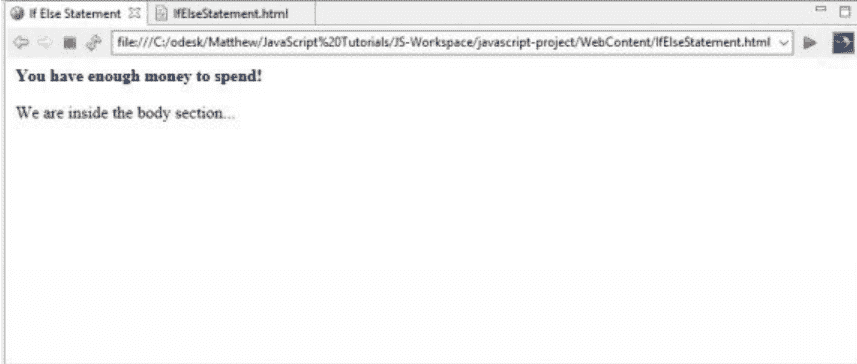 If Else Statement IfElseStatement.html
file:///C:/odesk/Matthew/JavaScript%20Tutorials/JS-Workspace/javascript-project/WebContent/IfElseStatement.html
You have enough money to spend!
We are inside the body section...